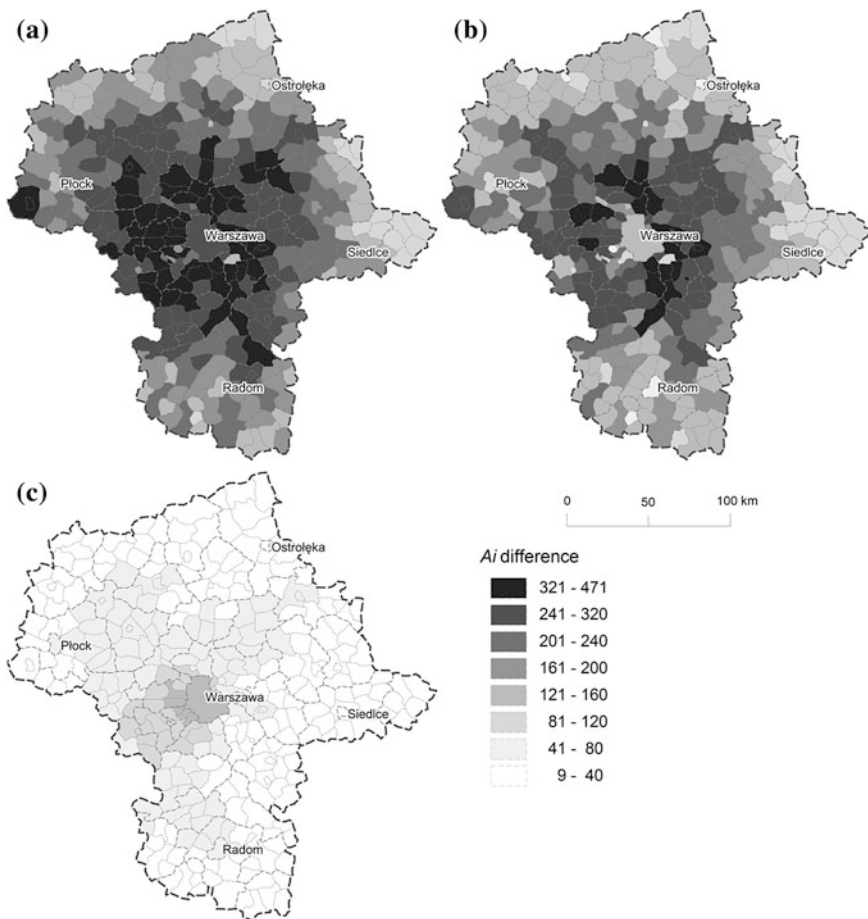 (a)
Ostrołęka
Płock
Warszawa
Siedlce
Radom
(b)
Ostrołęka
Płock
Warszawa
Siedlce
Radom
(c)
Ostrołęka
Płock
Warszawa
Siedlce
Radom
0 50 100 km
Ai difference
321 - 471
241 - 320
201 - 240
161 - 200
121 - 160
81 - 120
41 - 80
9 - 40